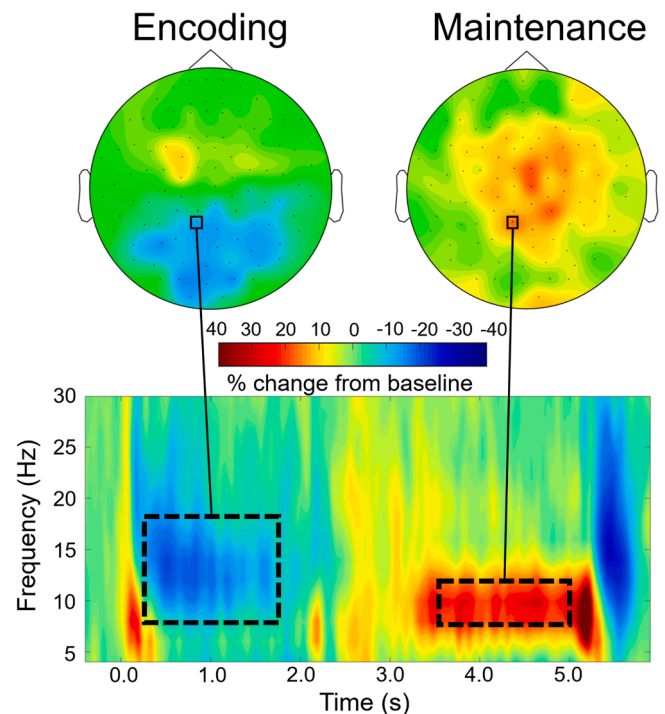 Encoding Maintenance
40 30 20 10 0 -10 -20 -30 -40
% change from baseline
Frequency (Hz)
30
25
20
15
10
5
0.0 1.0 2.0 3.0 4.0 5.0
Time (s)